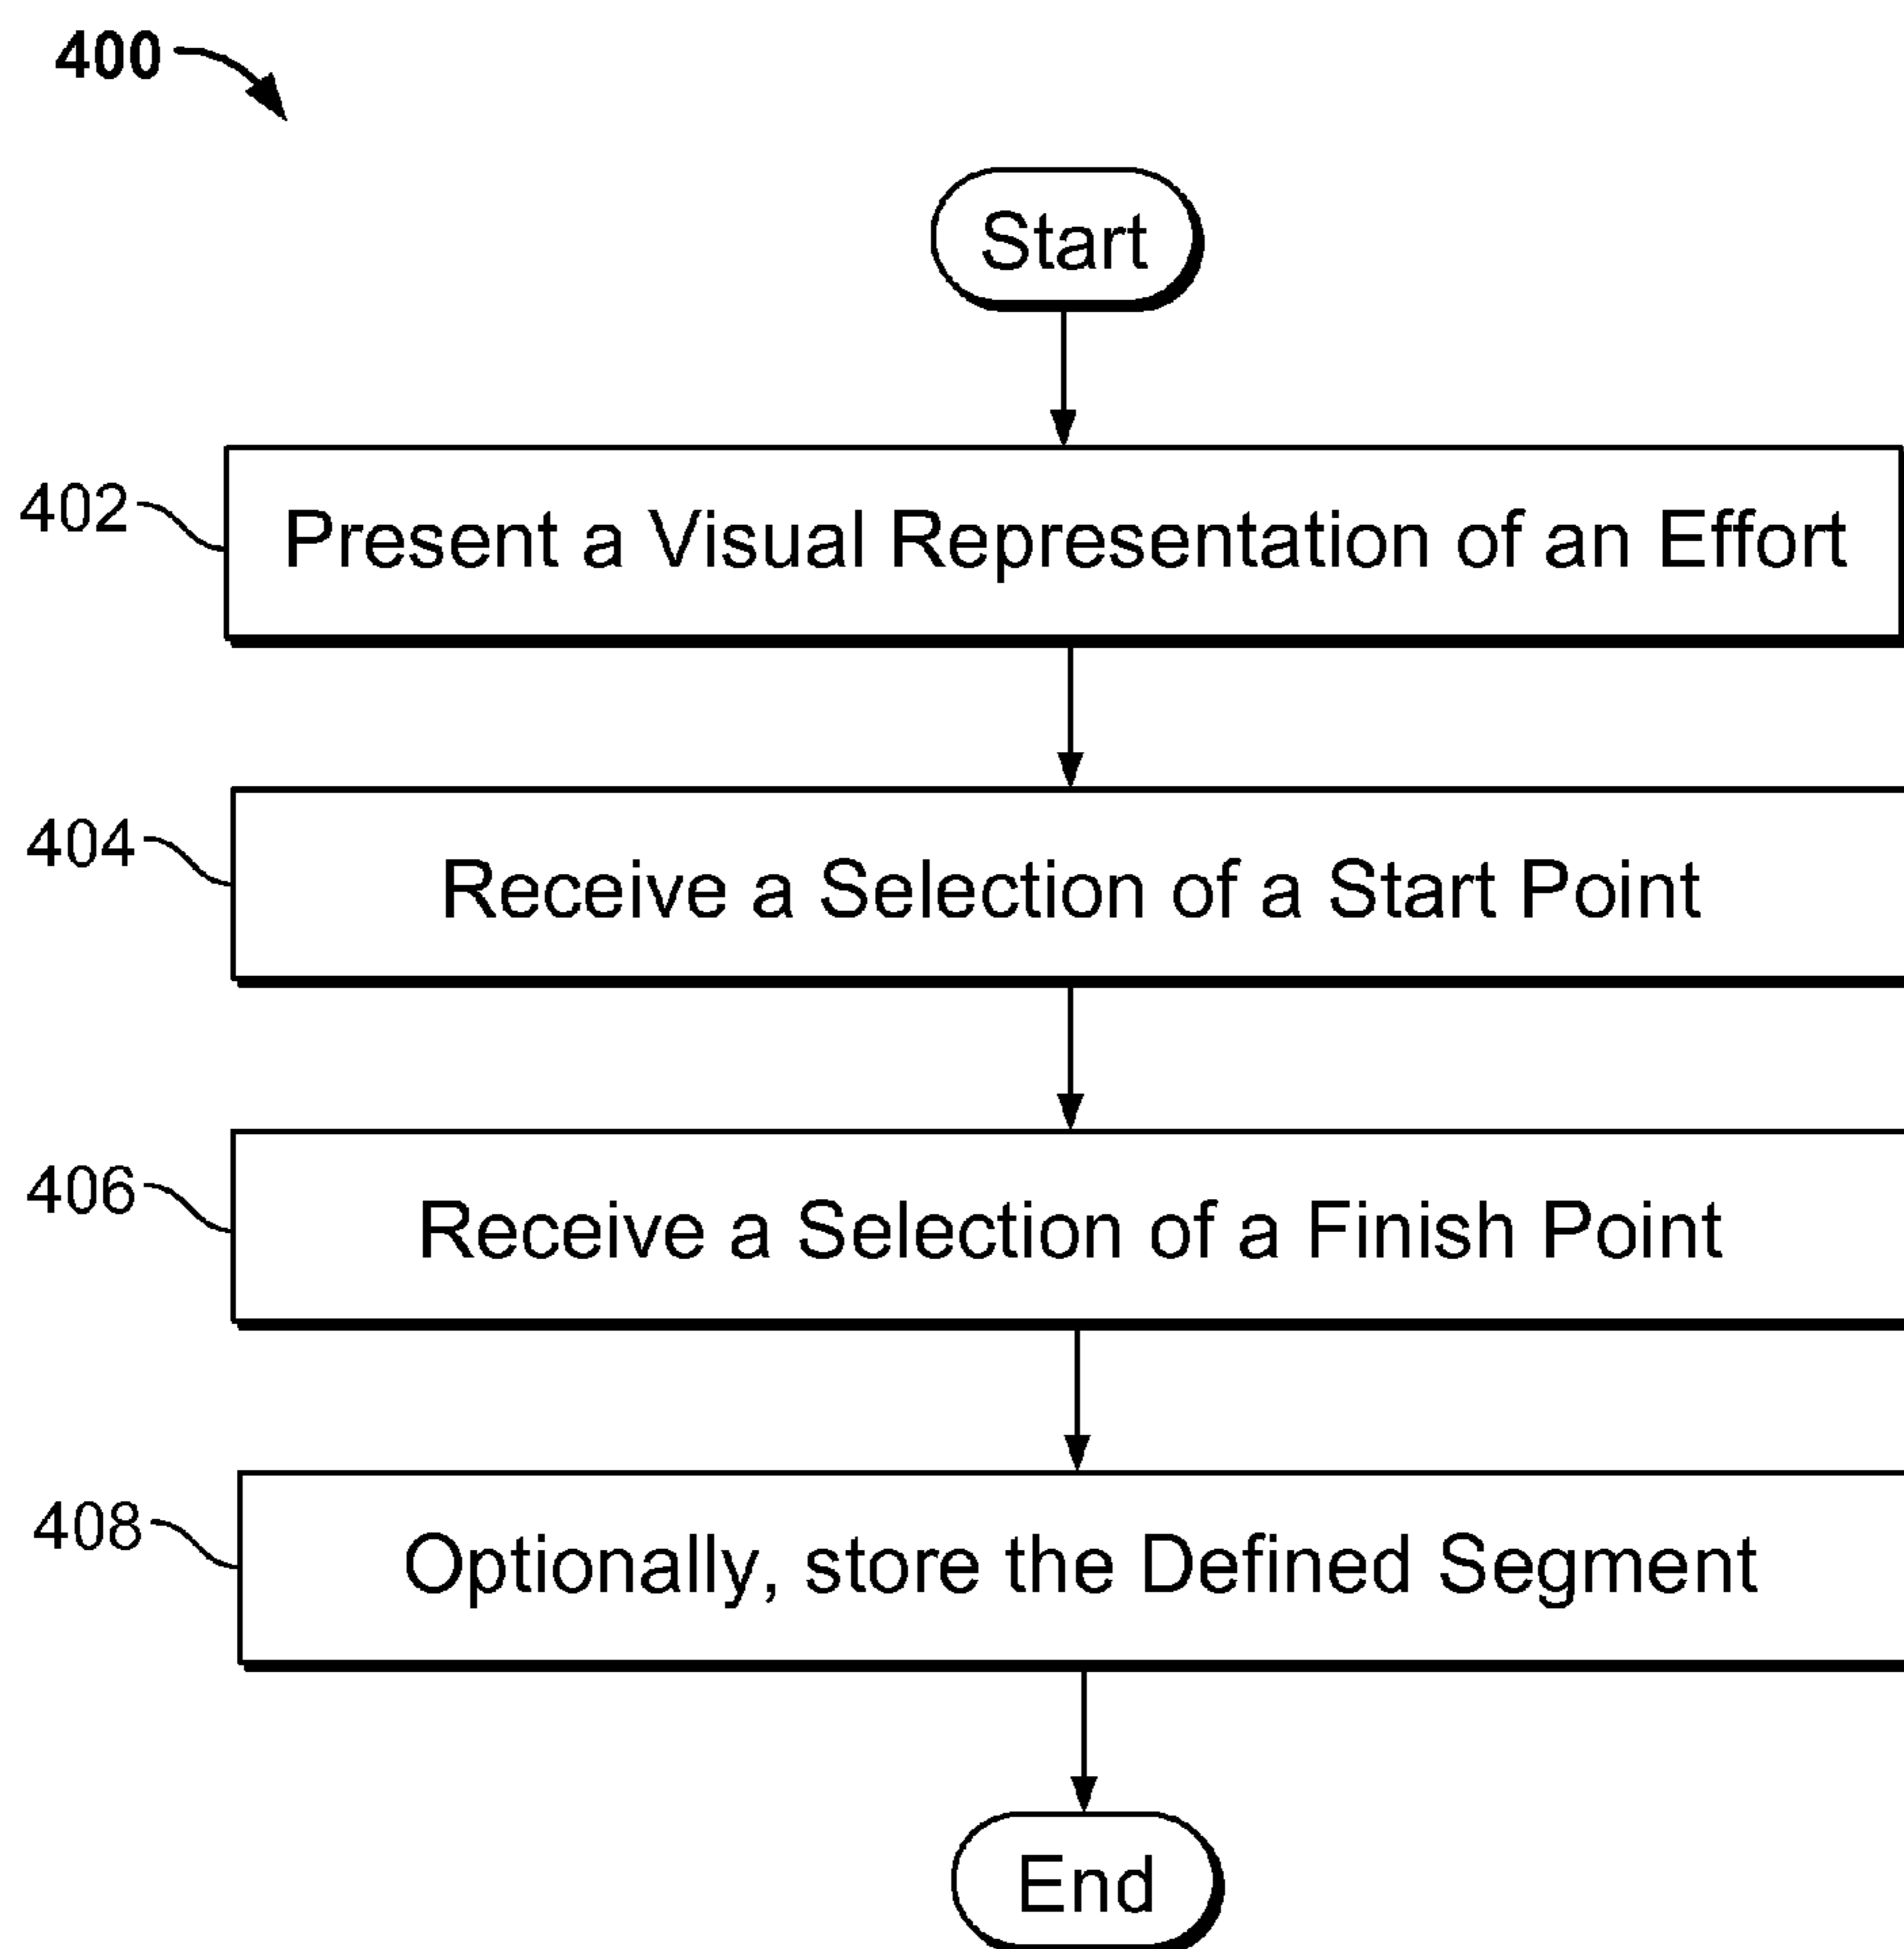 400
Start
402
Present a Visual Representation of an Effort
404
Receive a Selection of a Start Point
406
Receive a Selection of a Finish Point
408
Optionally, store the Defined Segment
End